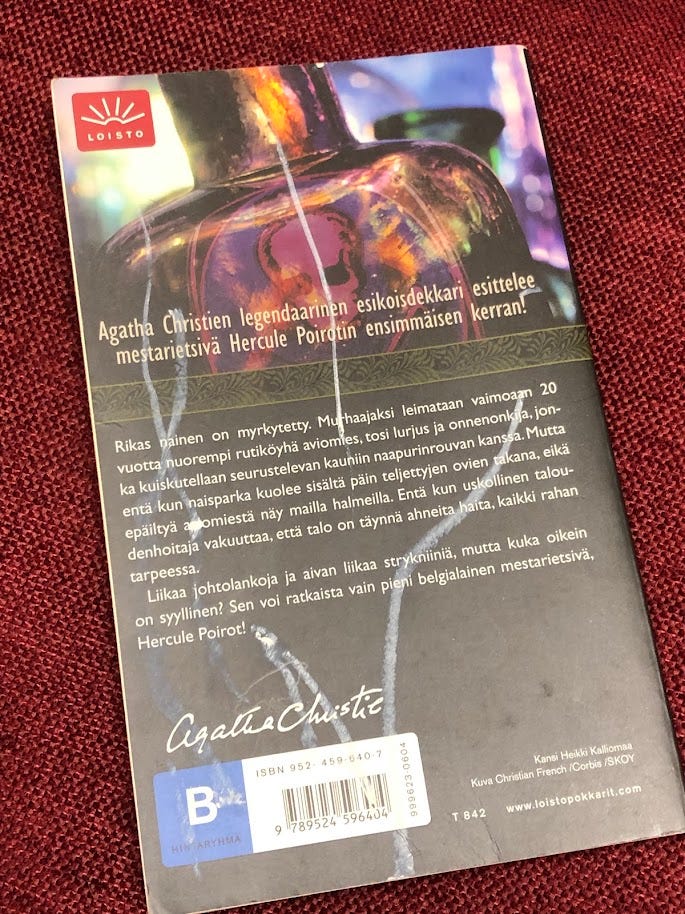 LOISTO
Agatha Christien legendaarinen esikoisdekkari esittelee
mestarietsivä Hercule Poirotin ensimmäisen kerran!
Rikas nainen on myrkytetty. Murhaajaksi leimataan vaimoaan 20
vuotta nuorempi rutiköyhä aviomies, tosi lurjus ja onnenonkija, jon-
ka kuiskutellaan seurustelevan kauniin naapurinrouvan kanssa. Mutta
entä kun naisparka kuolee sisältä päin teljettyjen ovien takana, eikä
epäiltyä aviomiestä näy mailla halmeilla. Entä kun uskollinen talou-
denhoitaja vakuuttaa, että talo on täynnä ahneita haita, kaikki rahan
tarpeessa.
Liikaa johtolankoja ja aivan liikaa strykniiniä, mutta kuka oikein
on syyllinen? Sen voi ratkaista vain pieni belgialainen mestarietsivä,
Hercule Poirot!
Agatha Christie
ISBN 952- 459-640-7
B
HINTARYHMÄ
9 789524 596404
999623-0604
Kansi Heikki Kalliomaa
Kuva Christian French /Corbis /SKOY
T 842 www.loistopokkarit.com